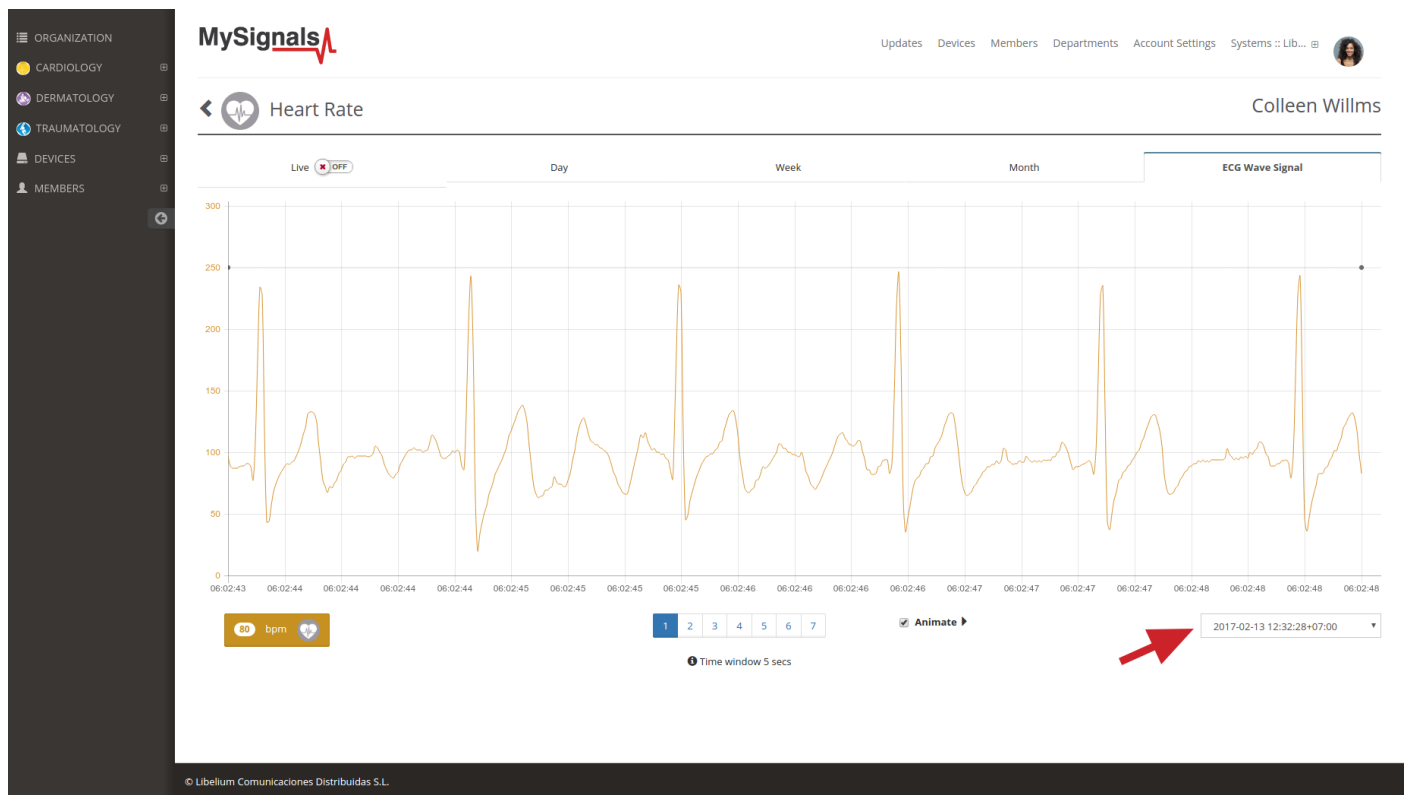 ORGANIZATION
CARDIOLOGY
DERMATOLOGY
TRAUMATOLOGY
DEVICES
MEMBERS
MySignals
Updates Devices Members Departments Account Settings Systems :: Lib...
Heart Rate
Colleen Willms
Live OFF Day Week Month ECG Wave Signal
300
250
200
150
100
50
0
06:02:43 06:02:44 06:02:44 06:02:44 06:02:44 06:02:45 06:02:45 06:02:45 06:02:45 06:02:46 06:02:46 06:02:46 06:02:46 06:02:47 06:02:47 06:02:47 06:02:47 06:02:48 06:02:48 06:02:48 06:02:48
80 bpm
1 2 3 4 5 6 7
Animate
2017-02-13 12:32:28+07:00
Time window 5 secs
© Libelium Comunicaciones Distribuidas S.L.